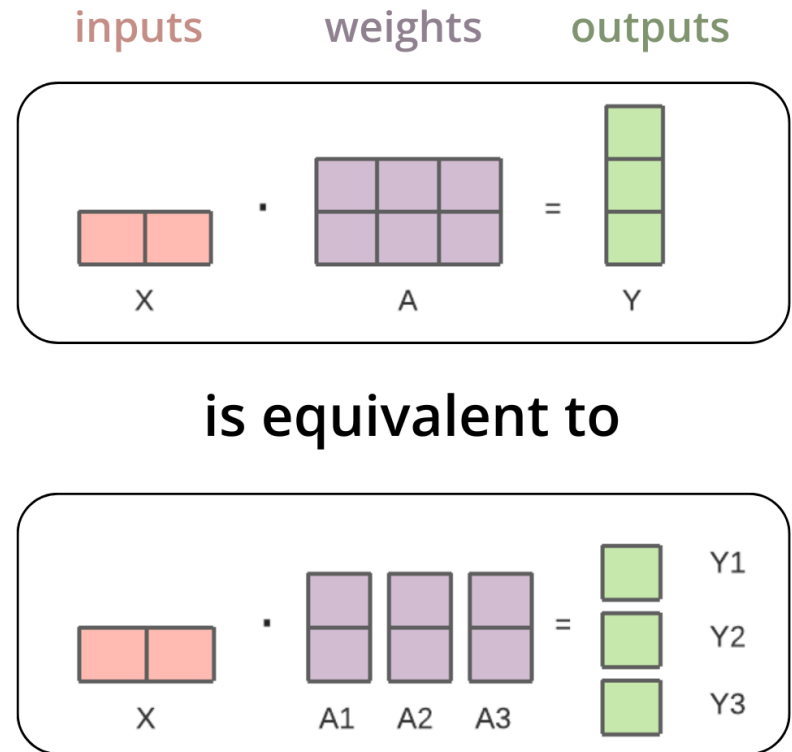 inputs weights outputs
· =
X A Y
is equivalent to
Y1
· =
Y2
X A1 A2 A3 Y3